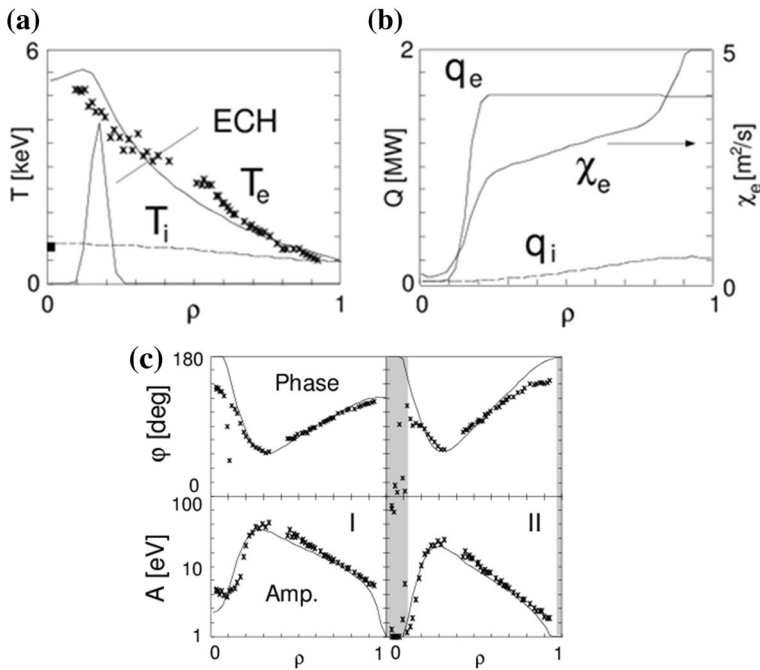 (a)
(b)
6
T [keV]
0
ECH
Te
Ti
0
ρ
1
2
Q [MW]
0
qe
χe
qi
5
χe [m²/s]
0
0
ρ
1
(c)
180
φ [deg]
0
Phase
100
A [eV]
10
1
I
II
Amp.
0
ρ
1
0
ρ
1